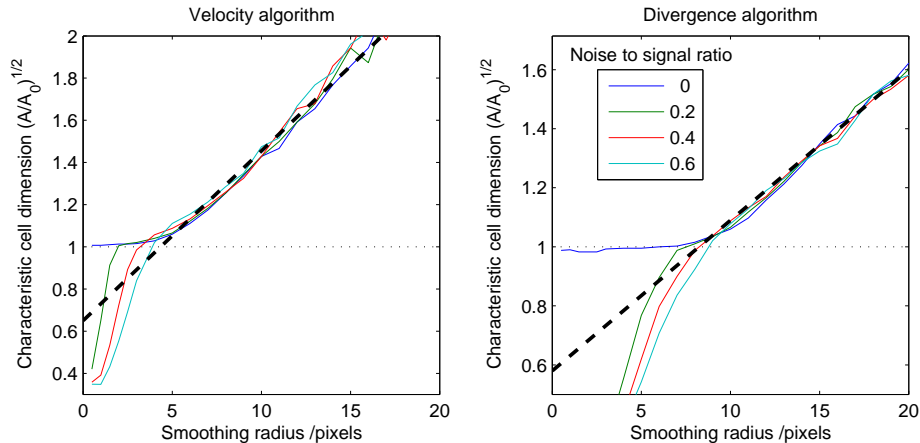 Velocity algorithm
Characteristic cell dimension (A/A₀)¹/²
2
1.8
1.6
1.4
1.2
1
0.8
0.6
0.4
0 5 10 15 20
Smoothing radius /pixels
Divergence algorithm
Characteristic cell dimension (A/A₀)¹/²
1.6
1.4
1.2
1
0.8
0.6
0 5 10 15 20
Smoothing radius /pixels
Noise to signal ratio
0
0.2
0.4
0.6